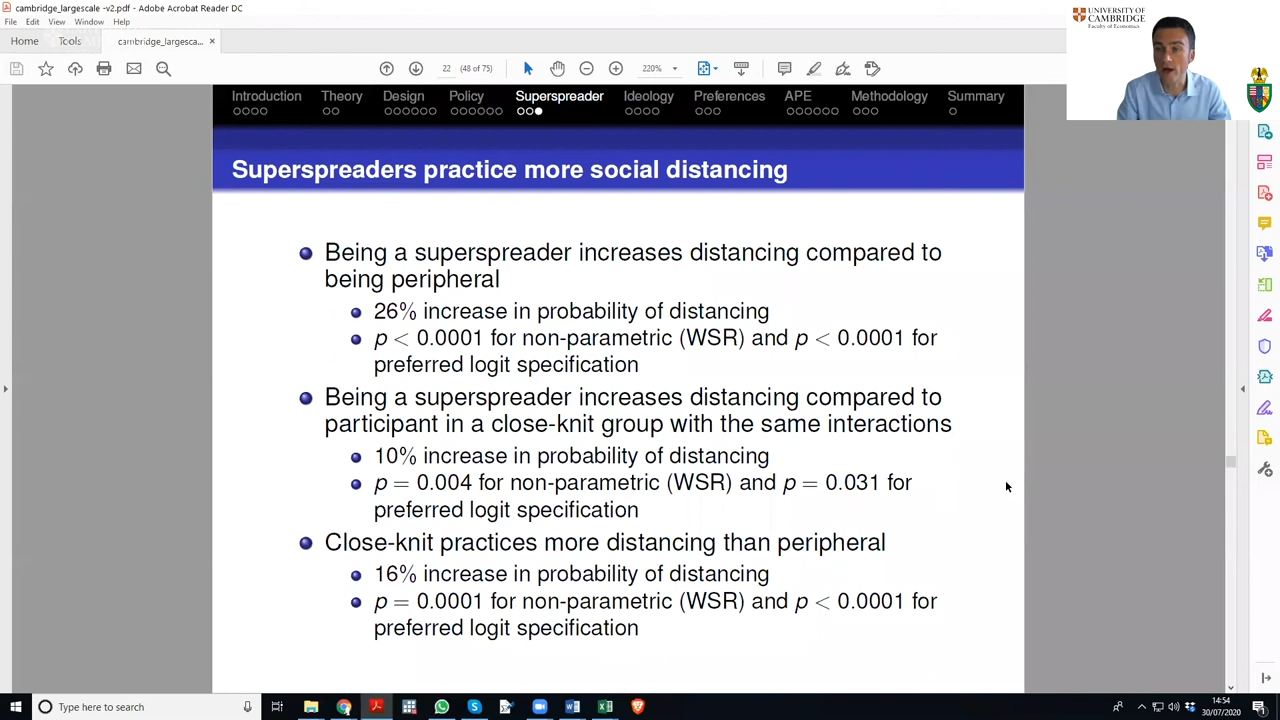 cambridge_largescale -v2.pdf - Adobe Acrobat Reader DC
File Edit View Window Help
Home Tools cambridge_largesca... ×
22 (48 of 75) 220%
UNIVERSITY OF
CAMBRIDGE
Faculty of Economics
Introduction Theory Design Policy Superspreader Ideology Preferences APE Methodology Summary
Superspreaders practice more social distancing
Being a superspreader increases distancing compared to
being peripheral
26% increase in probability of distancing
p < 0.0001 for non-parametric (WSR) and p < 0.0001 for
preferred logit specification
Being a superspreader increases distancing compared to
participant in a close-knit group with the same interactions
10% increase in probability of distancing
p = 0.004 for non-parametric (WSR) and p = 0.031 for
preferred logit specification
Close-knit practices more distancing than peripheral
16% increase in probability of distancing
p = 0.0001 for non-parametric (WSR) and p < 0.0001 for
preferred logit specification
Type here to search
14:54
30/07/2020